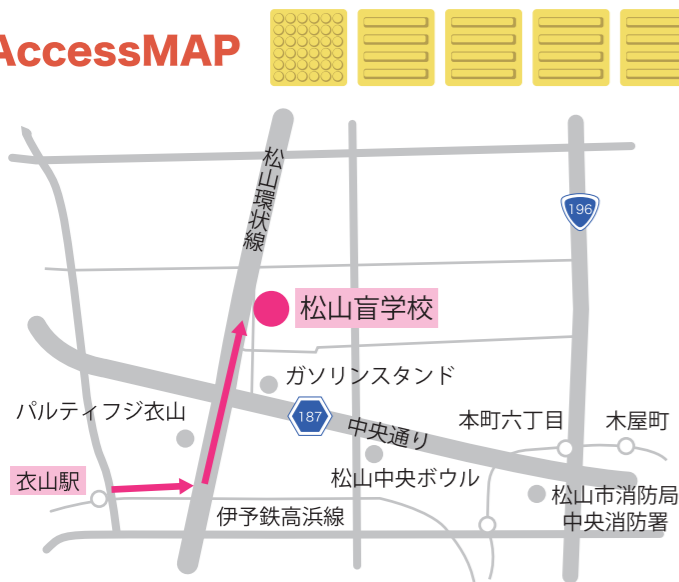 AccessMAP
松山環状線
196
松山盲学校
ガソリンスタンド
187
パルティフジ衣山
中央通り
本町六丁目
木屋町
松山中央ボウル
衣山駅
伊予鉄高浜線
松山市消防局
中央消防署